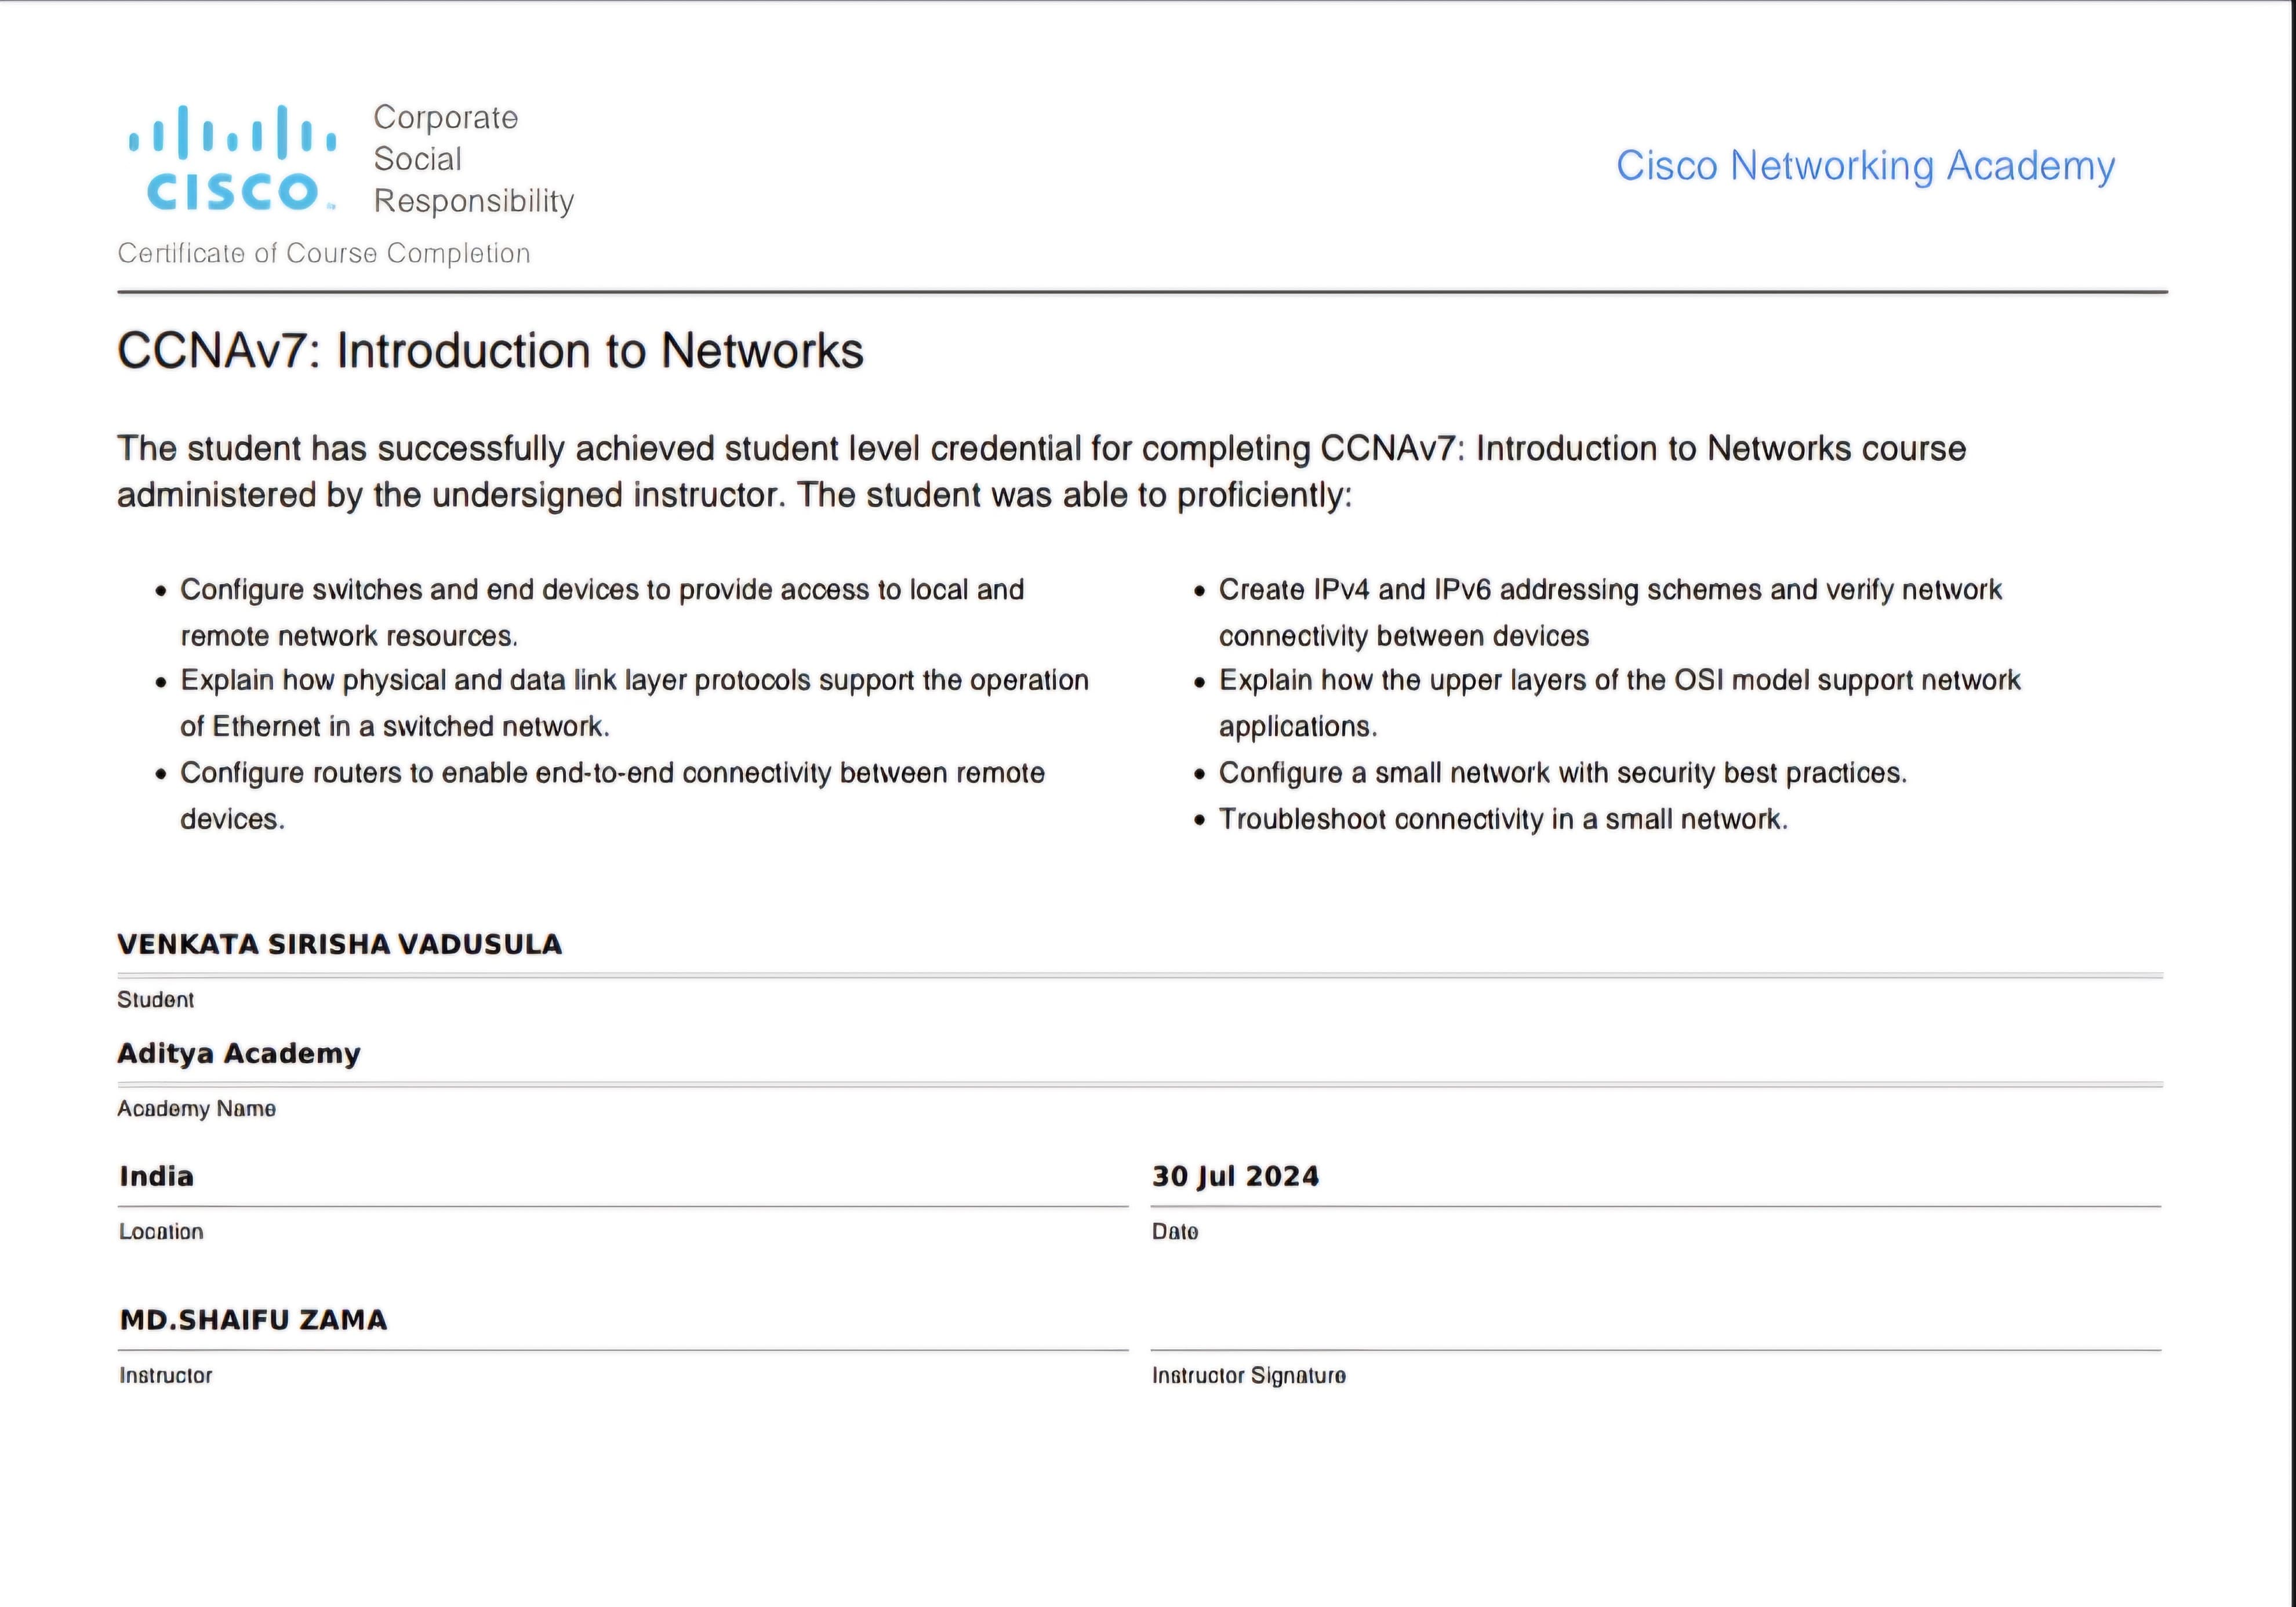 CISCO
Corporate
Social
Responsibility
Cisco Networking Academy
Certificate of Course Completion
CCNAv7: Introduction to Networks
The student has successfully achieved student level credential for completing CCNAv7: Introduction to Networks course
administered by the undersigned instructor. The student was able to proficiently:
• Configure switches and end devices to provide access to local and
remote network resources.
• Explain how physical and data link layer protocols support the operation
of Ethernet in a switched network.
• Configure routers to enable end-to-end connectivity between remote
devices.
• Create IPv4 and IPv6 addressing schemes and verify network
connectivity between devices
• Explain how the upper layers of the OSI model support network
applications.
• Configure a small network with security best practices.
• Troubleshoot connectivity in a small network.
VENKATA SIRISHA VADUSULA
Student
Aditya Academy
Academy Name
India
Location
30 Jul 2024
Date
MD.SHAIFU ZAMA
Instructor
Instructor Signature